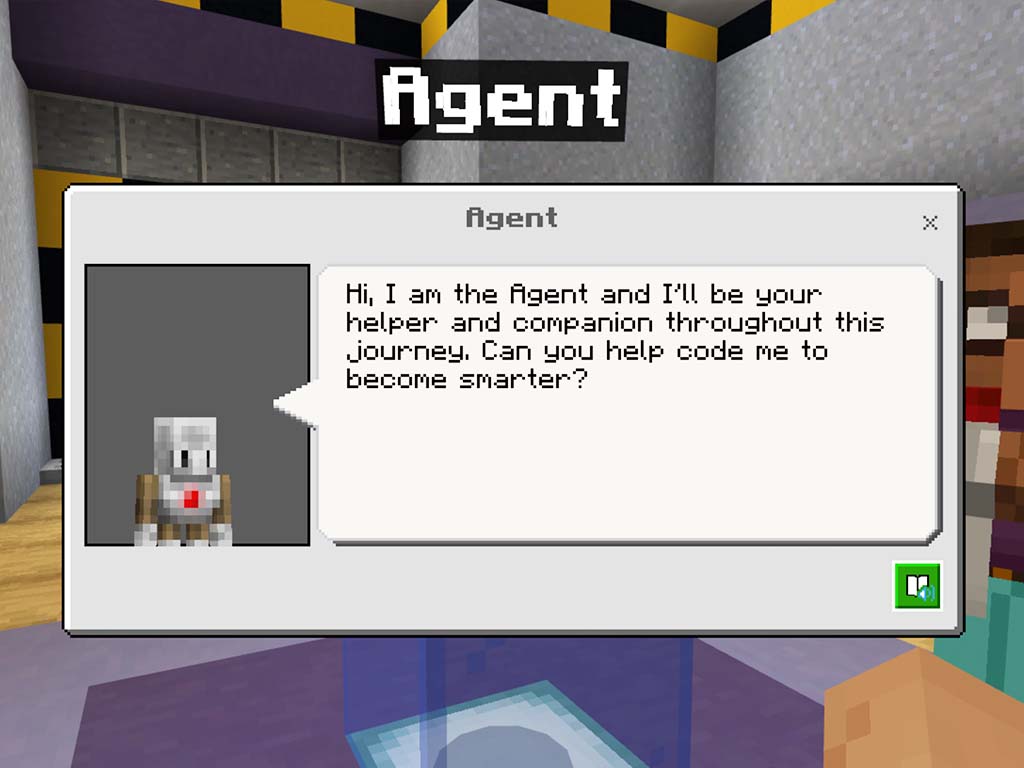 Agent
Agent
Hi, I am the Agent and I'll be your
helper and companion throughout this
journey. Can you help code me to
become smarter?